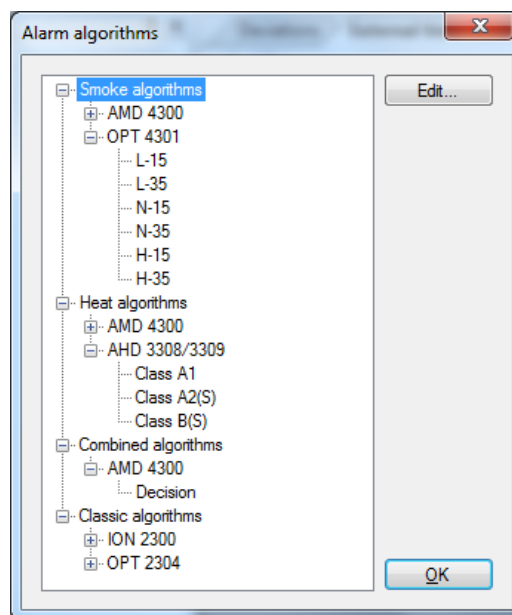 Alarm algorithms
Smoke algorithms
Edit...
AMD 4300
OPT 4301
L-15
L-35
N-15
N-35
H-15
H-35
Heat algorithms
AMD 4300
AHD 3308/3309
Class A1
Class A2(S)
Class B(S)
Combined algorithms
AMD 4300
Decision
Classic algorithms
ION 2300
OPT 2304
OK